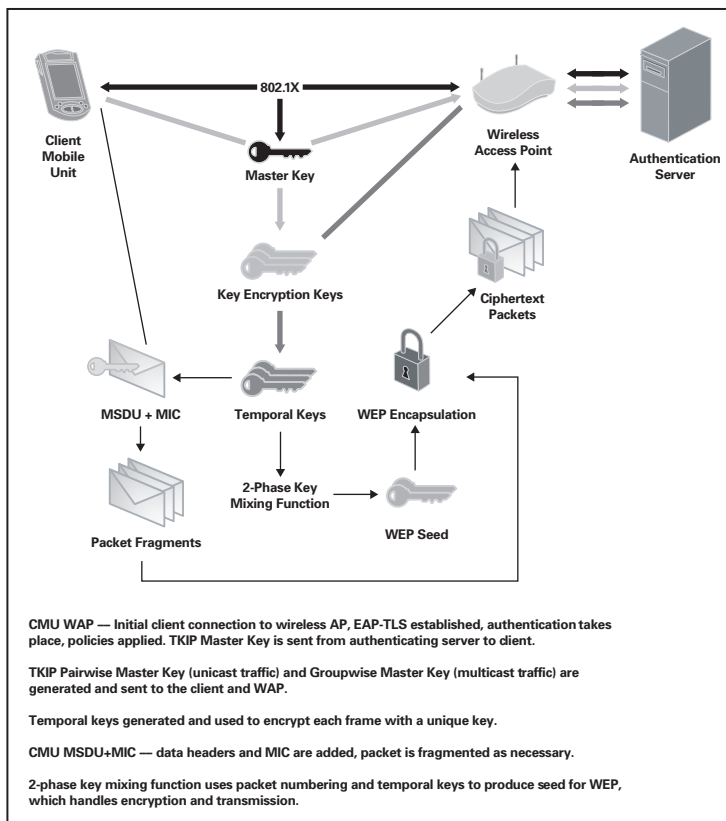 802.1X
Client
Mobile
Unit
Wireless
Access Point
Authentication
Server
Master Key
Key Encryption Keys
Ciphertext
Packets
MSDU + MIC
Temporal Keys
WEP Encapsulation
2-Phase Key
Mixing Function
WEP Seed
Packet Fragments
CMU WAP — Initial client connection to wireless AP, EAP-TLS established, authentication takes
place, policies applied. TKIP Master Key is sent from authenticating server to client.
TKIP Pairwise Master Key (unicast traffic) and Groupwise Master Key (multicast traffic) are
generated and sent to the client and WAP.
Temporal keys generated and used to encrypt each frame with a unique key.
CMU MSDU+MIC — data headers and MIC are added, packet is fragmented as necessary.
2-phase key mixing function uses packet numbering and temporal keys to produce seed for WEP,
which handles encryption and transmission.